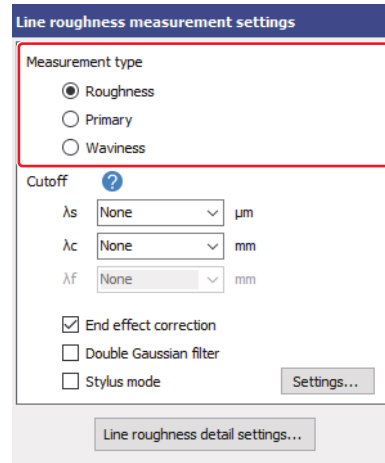 Line roughness measurement settings
Measurement type
Roughness
Primary
Waviness
Cutoff ?
λs None μm
λc None mm
λf None mm
End effect correction
Double Gaussian filter
Stylus mode Settings...
Line roughness detail settings...